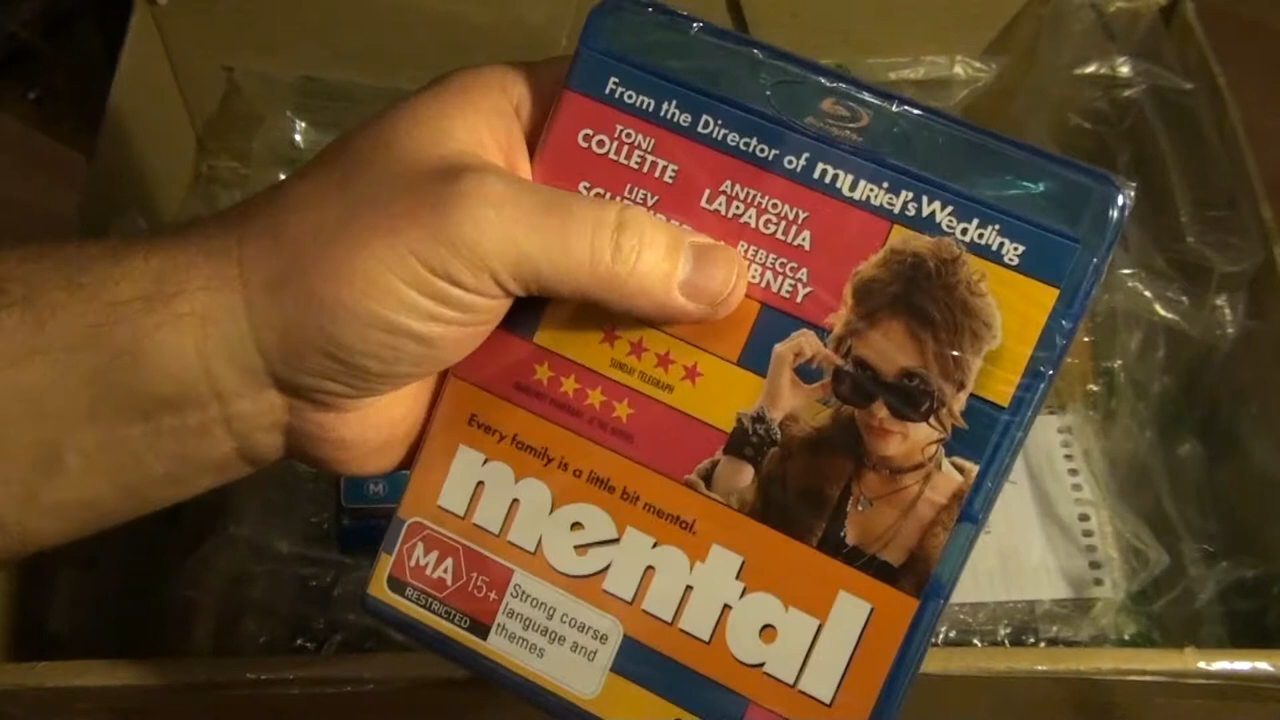 From the Director of muriel's Wedding
TONI
COLLETTE
ANTHONY
LAPAGLIA
LIEV
REBECCA
SUNDAY TELEGRAPH
Every family is a little bit mental.
mental
MA 15+
RESTRICTED
Strong coarse
language and
themes
M